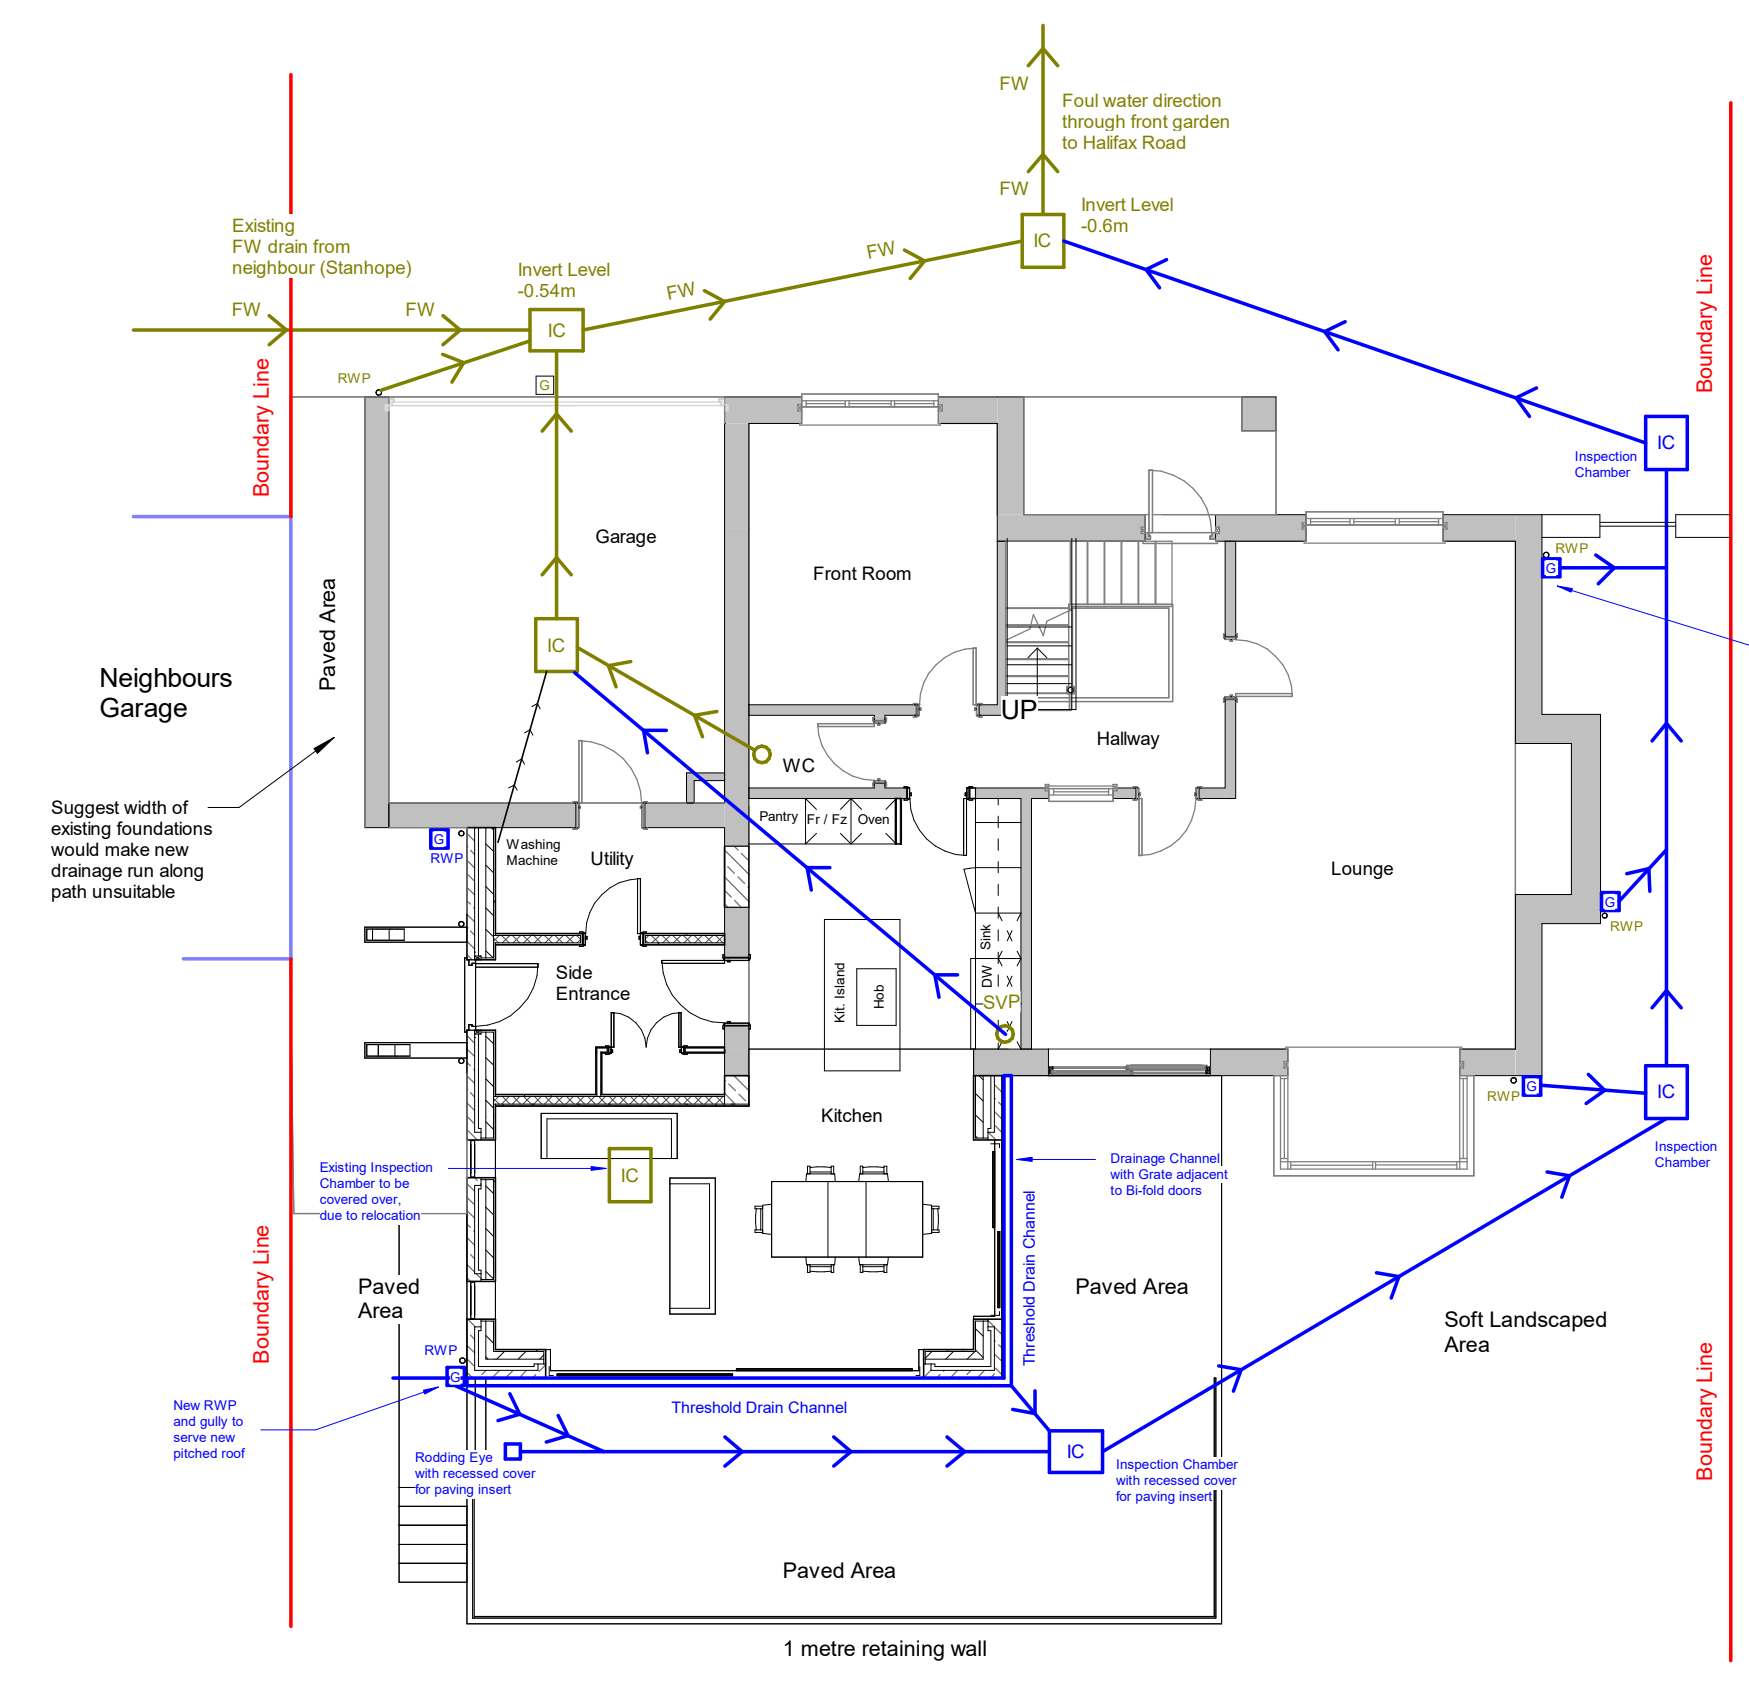 FW
Foul water direction
through front garden
to Halifax Road
FW
Invert Level
-0.6m
IC
Existing
FW drain from
neighbour (Stanhope)
FW
FW
Invert Level
-0.54m
FW
FW
IC
RWP
G
Boundary Line
Boundary Line
IC
Inspection
Chamber
Garage
Front Room
RWP
G
Paved Area
IC
Neighbours
Garage
UP
Hallway
WC
Suggest width of
existing foundations
would make new
drainage run along
path unsuitable
Pantry
Fr / Fz
Oven
G
RWP
Washing
Machine
Utility
Lounge
G
RWP
Side
Entrance
Kit. Island
Hob
Sink
DW
SVP
RWP
G
IC
Kitchen
Existing Inspection
Chamber to be
covered over,
due to relocation
IC
Drainage Channel
with Grate adjacent
to Bi-fold doors
Inspection
Chamber
Threshold Drain Channel
Paved
Area
Paved Area
Soft Landscaped
Area
Boundary Line
Boundary Line
RWP
G
New RWP
and gully to
serve new
pitched roof
Threshold Drain Channel
Rodding Eye
with recessed cover
for paving insert
IC
Inspection Chamber
with recessed cover
for paving insert
Paved Area
1 metre retaining wall